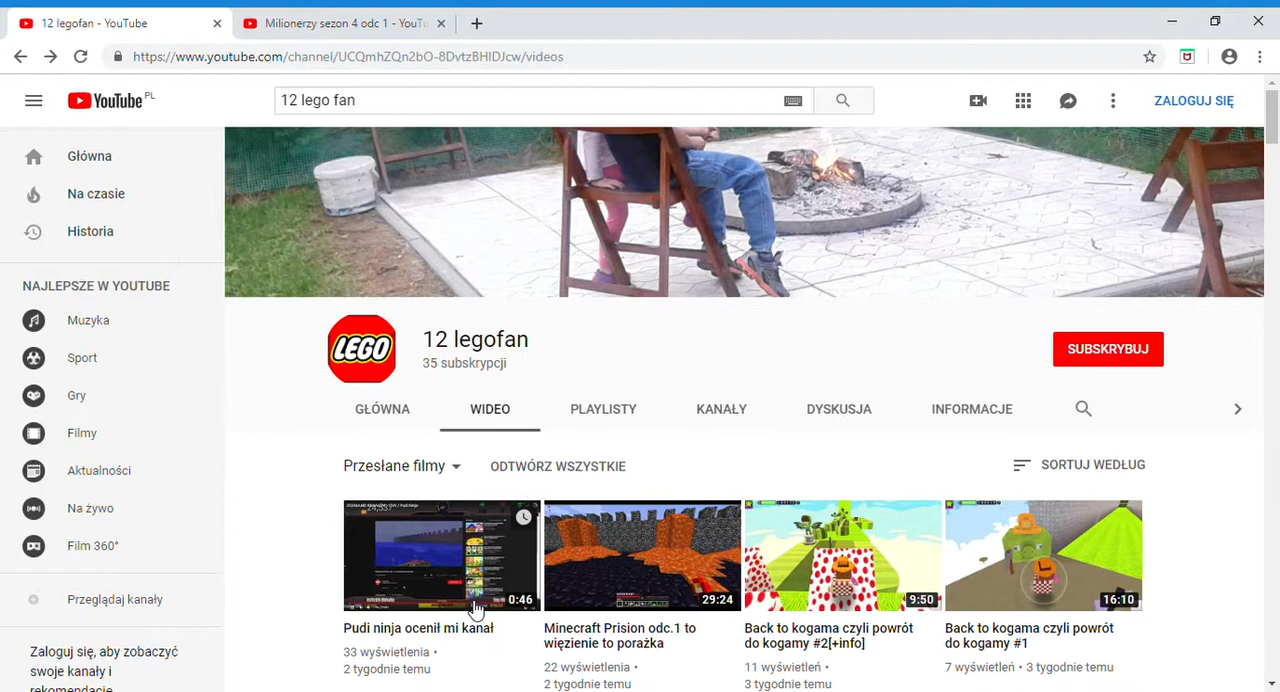 12 legofan - YouTube
Milionerzy sezon 4 odc 1 - YouTu
https://www.youtube.com/channel/UCQmhZQn2bO-8DvtzBHIDJcw/videos
YouTube PL
12 lego fan
ZALOGUJ SIĘ
Główna
Na czasie
Historia
NAJLEPSZE W YOUTUBE
Muzyka
Sport
Gry
Filmy
Aktualności
Na żywo
Film 360°
Przeglądaj kanały
Zaloguj się, aby zobaczyć
swoje kanały i
rekomendacje
LEGO
12 legofan
35 subskrypcji
SUBSKRYBUJ
GŁÓWNA WIDEO PLAYLISTY KANAŁY DYSKUSJA INFORMACJE
Przesłane filmy ODTWÓRZ WSZYSTKIE SORTUJ WEDŁUG
0:46 29:24 9:50 16:10
Pudi ninja ocenił mi kanał
33 wyświetlenia •
2 tygodnie temu
Minecraft Prision odc.1 to
więzienie to porażka
22 wyświetlenia •
2 tygodnie temu
Back to kogama czyli powrót
do kogamy #2[+info]
11 wyświetleń •
3 tygodnie temu
Back to kogama czyli powrót
do kogamy #1
7 wyświetleń • 3 tygodnie temu